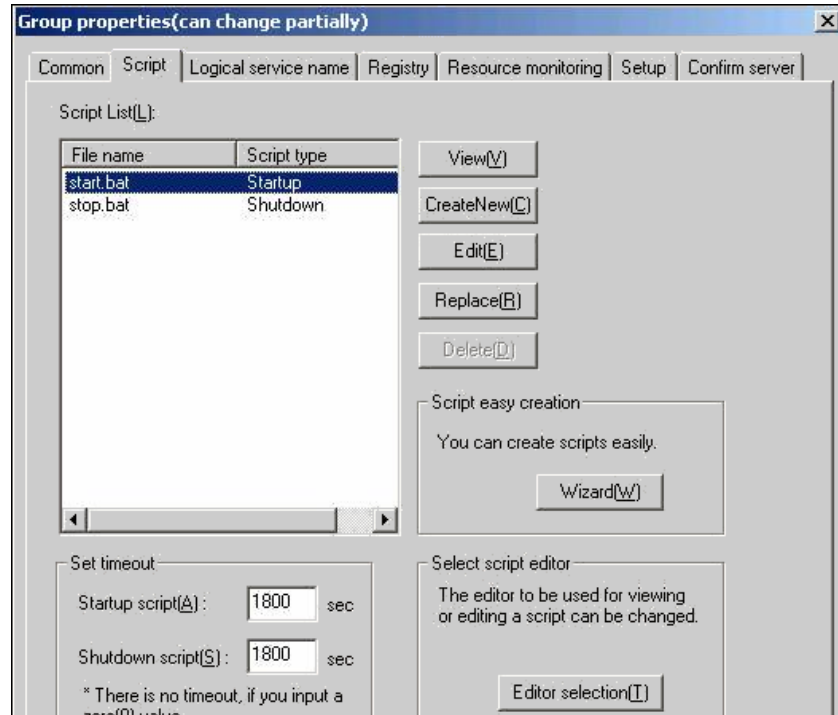 Group properties(can change partially)
Common Script Logical service name Registry Resource monitoring Setup Confirm server
Script List(L):
File name Script type
start.bat Startup
stop.bat Shutdown
View(V)
CreateNew(C)
Edit(E)
Replace(R)
Delete(D)
Script easy creation
You can create scripts easily.
Wizard(W)
Set timeout
Startup script(A) : 1800 sec
Shutdown script(S) : 1800 sec
* There is no timeout, if you input a
Select script editor
The editor to be used for viewing
or editing a script can be changed.
Editor selection(T)